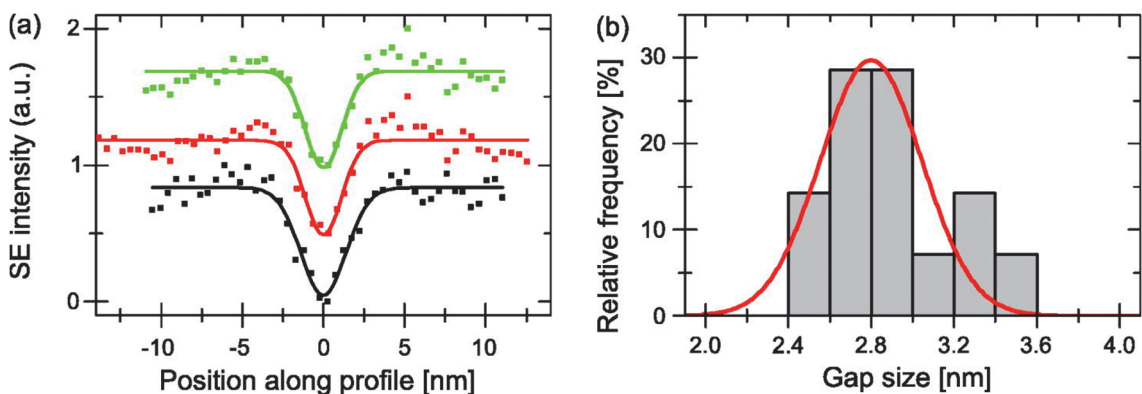 (a)
2
1
0
SE intensity (a.u.)
-10 -5 0 5 10
Position along profile [nm]
(b)
30
20
10
0
Relative frequency [%]
2.0 2.4 2.8 3.2 3.6 4.0
Gap size [nm]